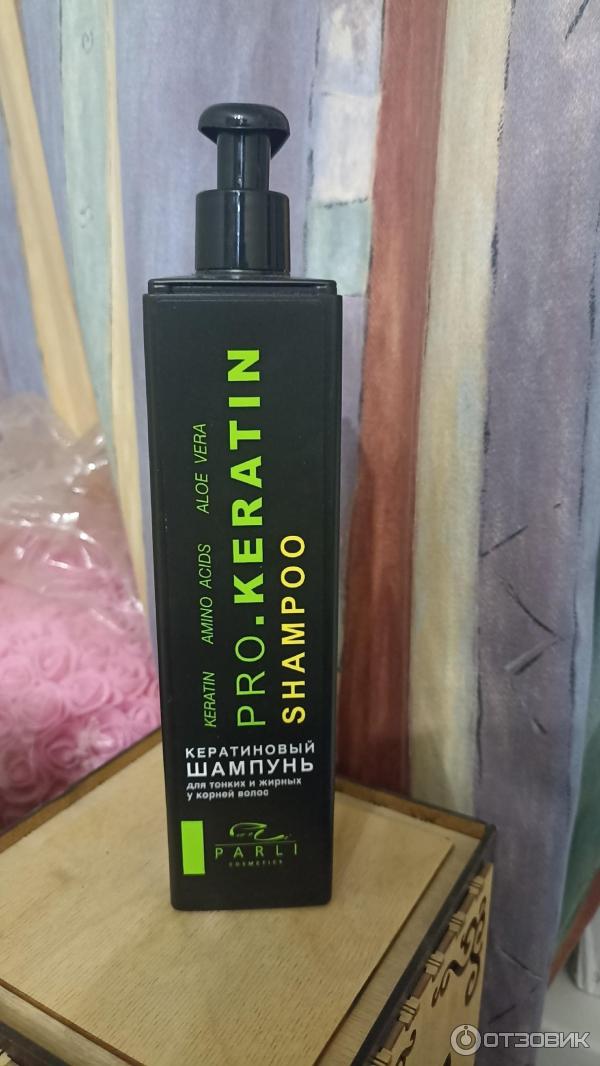 KERATIN AMINO ACIDS ALOE VERA
PRO.KERATIN
SHAMPOO
КЕРАТИНОВЫЙ
ШАМПУНЬ
для тонких и жирных
у корней волос
PARLI
COSMETICS
ОТЗОВИК